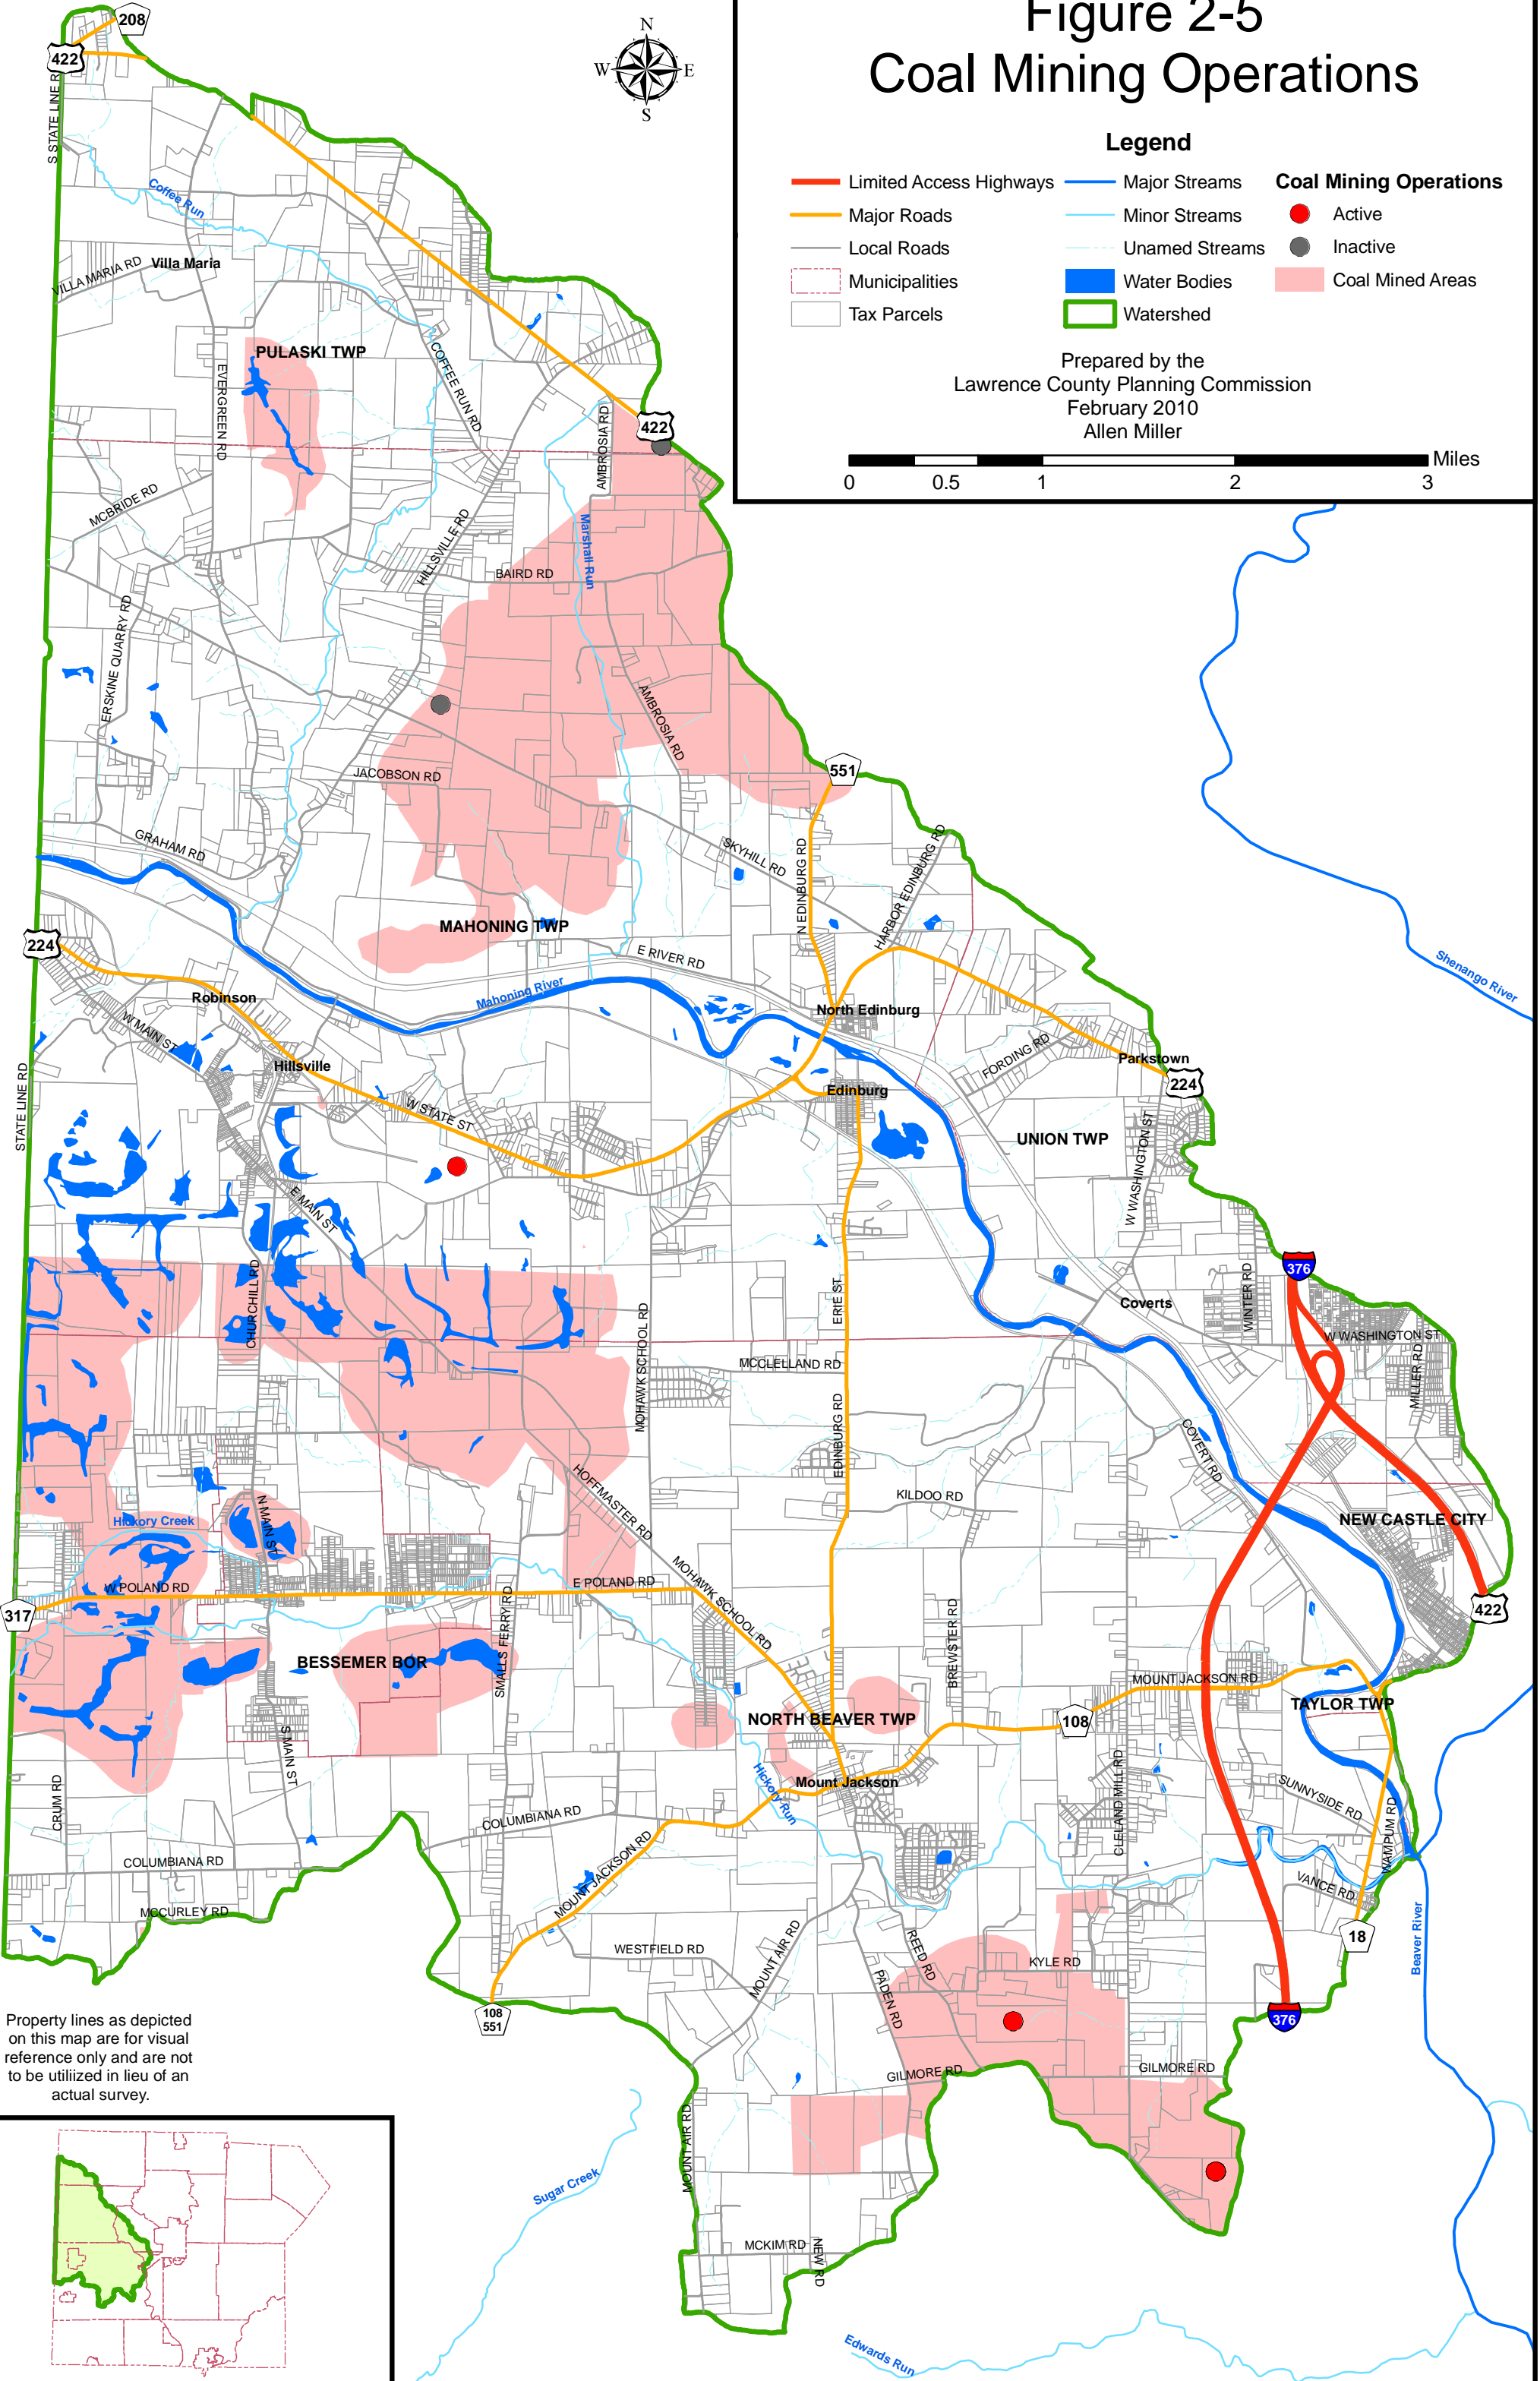 Figure 2-5
Coal Mining Operations
Legend
Limited Access Highways
Major Roads
Local Roads
Municipalities
Tax Parcels
Major Streams
Minor Streams
Unamed Streams
Water Bodies
Watershed
Coal Mining Operations
Active
Inactive
Coal Mined Areas
Prepared by the
Lawrence County Planning Commission
February 2010
Allen Miller
Miles
0 0.5 1 2 3
N
W E
S
208
422
S STATE LINE R
Coffee Run
VILLA MARIA RD
Villa Maria
PULASKI TWP
EVERGREEN RD
COFFEE RUN RD
AMBROSIA RD
422
MCBRIDE RD
HILLSVILLE RD
Marshall Run
BAIRD RD
ERSKINE QUARRY RD
AMBROSIA RD
JACOBSON RD
551
GRAHAM RD
SKYHILL RD
N EDINBURG RD
HARBOR EDINBURG RD
MAHONING TWP
224
E RIVER RD
Shenango River
Robinson
Mahoning River
North Edinburg
W MAIN ST
Hillsville
FORDING RD
Parkstown
224
STATE LINE RD
Edinburg
W STATE ST
UNION TWP
W WASHINGTON ST
E MAIN ST
376
CHURCHILL RD
ERIE ST
Coverts
WINTER RD
W WASHINGTON ST
MOHAWK SCHOOL RD
MCCLELLAND RD
MILLER RD
EDINBURG RD
COVERT RD
HOFFMASTER RD
KILDOO RD
N MAIN ST
Hickory Creek
NEW CASTLE CITY
W POLAND RD
E POLAND RD
MOHAWK SCHOOL RD
317
422
SMALLS FERRY RD
BREWSTER RD
BESSEMER BOR
MOUNT JACKSON RD
TAYLOR TWP
NORTH BEAVER TWP
108
S MAIN ST
Mount Jackson
Hickory Run
CLELAND MILL RD
SUNNYSIDE RD
CRUM RD
COLUMBIANA RD
WAMPUM RD
MOUNT JACKSON RD
COLUMBIANA RD
VANCE RD
MCCURLEY RD
18
WESTFIELD RD
MOUNT AIR RD
REED RD
KYLE RD
Beaver River
PADEN RD
108
551
376
Property lines as depicted
on this map are for visual
reference only and are not
to be utiliized in lieu of an
actual survey.
GILMORE RD
GILMORE RD
MOUNT AIR RD
Sugar Creek
MCKIM RD
NEW RD
Edwards Run